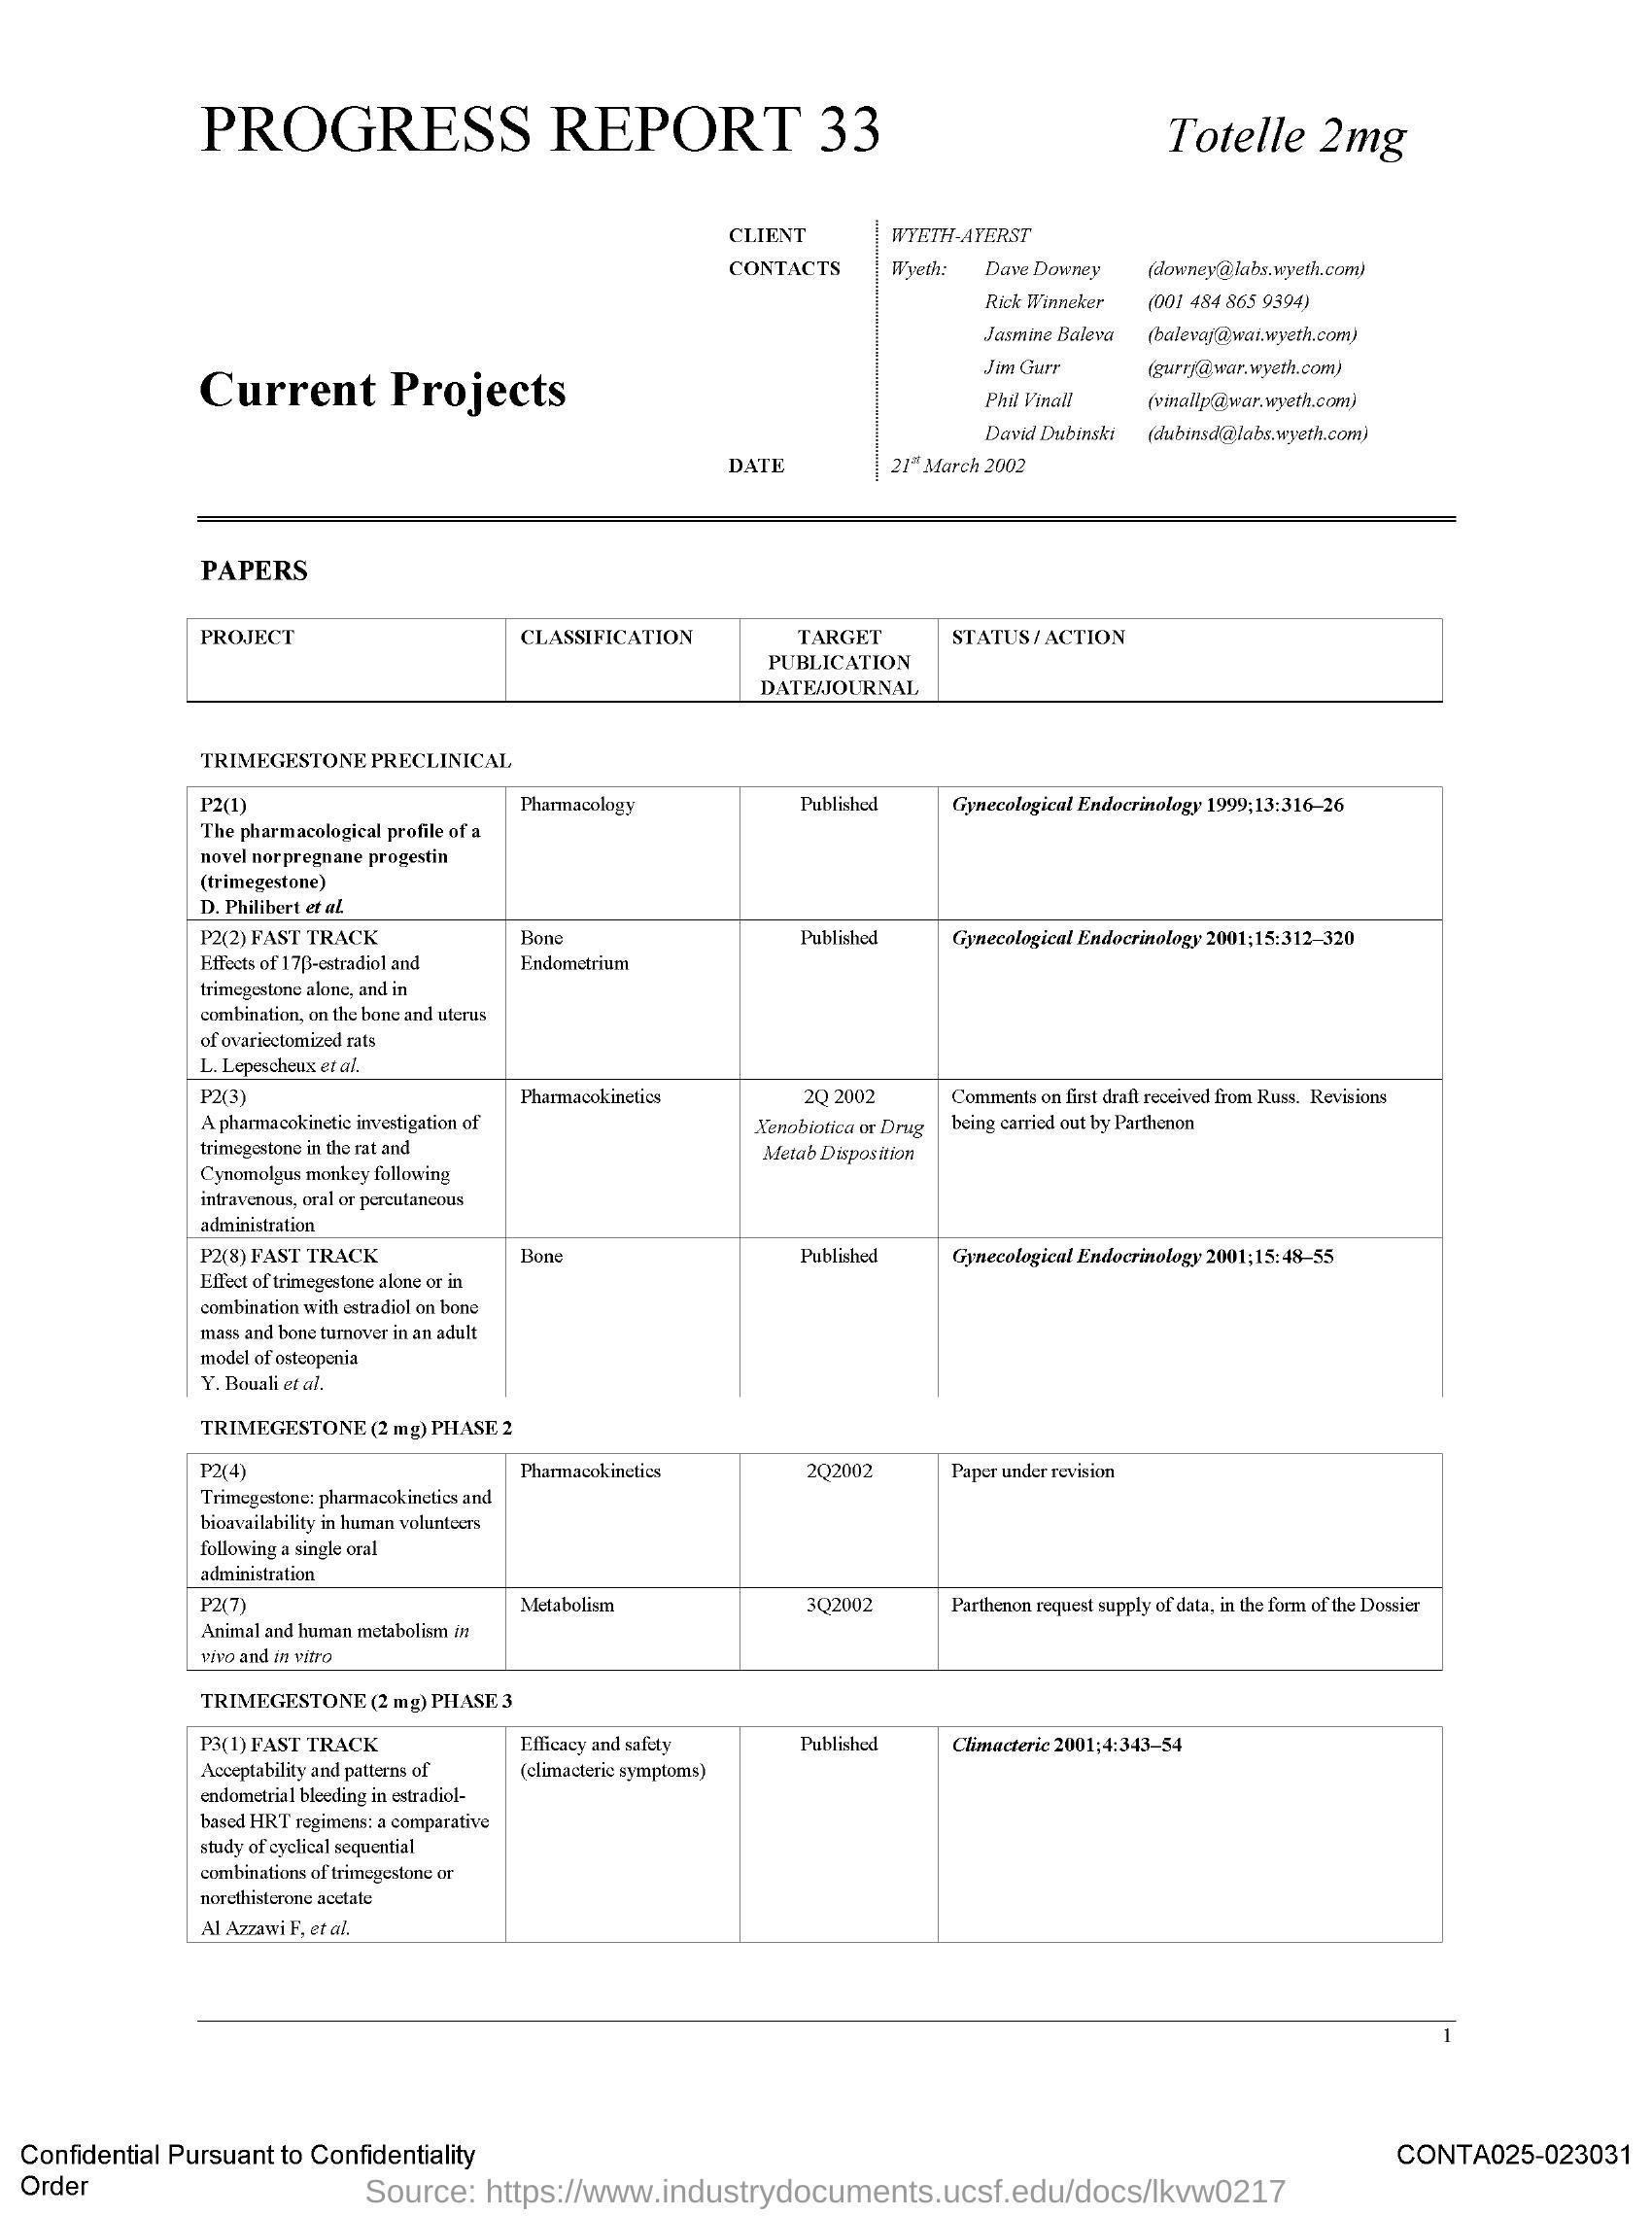 PROGRESS REPORT 33 Totelle 2mg
CLIENT WYETH-AYERST
CONTACTS Wyeth: Dave Downey (downey@labs.wyeth.com)
Rick Winneker (001 484 865 9394)
Jasmine Baleva (balevaj@wai.wyeth.com)
Jim Gurr (gurrj@war.wyeth.com)
Current Projects
Phil Vinall (vinallp@war.wyeth.com)
David Dubinski (dubinsd@labs.wyeth.com)
DATE 21st March 2002
PAPERS
PROJECT CLASSIFICATION TARGET STATUS / ACTION
PUBLICATION
DATE/JOURNAL
TRIMEGESTONE PRECLINICAL
P2(1) Pharmacology Published Gynecological Endocrinology 1999;13:316–26
The pharmacological profile of a
novel norpregnane progestin
(trimegestone)
D. Philibert et al.
P2(2) FAST TRACK Bone Published Gynecological Endocrinology 2001;15:312–320
Effects of 17β-estradiol and Endometrium
trimegestone alone, and in
combination, on the bone and uterus
of ovariectomized rats
L. Lepescheux et al.
P2(3) Pharmacokinetics 2Q 2002 Comments on first draft received from Russ. Revisions
A pharmacokinetic investigation of Xenobiotica or Drug being carried out by Parthenon
trimegestone in the rat and Metab Disposition
Cynomolgus monkey following
intravenous, oral or percutaneous
administration
P2(8) FAST TRACK Bone Published Gynecological Endocrinology 2001;15:48–55
Effect of trimegestone alone or in
combination with estradiol on bone
mass and bone turnover in an adult
model of osteopenia
Y. Bouali et al.
TRIMEGESTONE (2 mg) PHASE 2
P2(4) Pharmacokinetics 2Q2002 Paper under revision
Trimegestone: pharmacokinetics and
bioavailability in human volunteers
following a single oral
administration
P2(7) Metabolism 3Q2002 Parthenon request supply of data, in the form of the Dossier
Animal and human metabolism in
vivo and in vitro
TRIMEGESTONE (2 mg) PHASE 3
P3(1) FAST TRACK Efficacy and safety Published Climacteric 2001;4:343–54
Acceptability and patterns of (climacteric symptoms)
endometrial bleeding in estradiol-
based HRT regimens: a comparative
study of cyclical sequential
combinations of trimegestone or
norethisterone acetate
Al Azzawi F, et al.
1
Confidential Pursuant to Confidentiality CONTA025-023031
Order
Source: https://www.industrydocuments.ucsf.edu/docs/lkvw0217